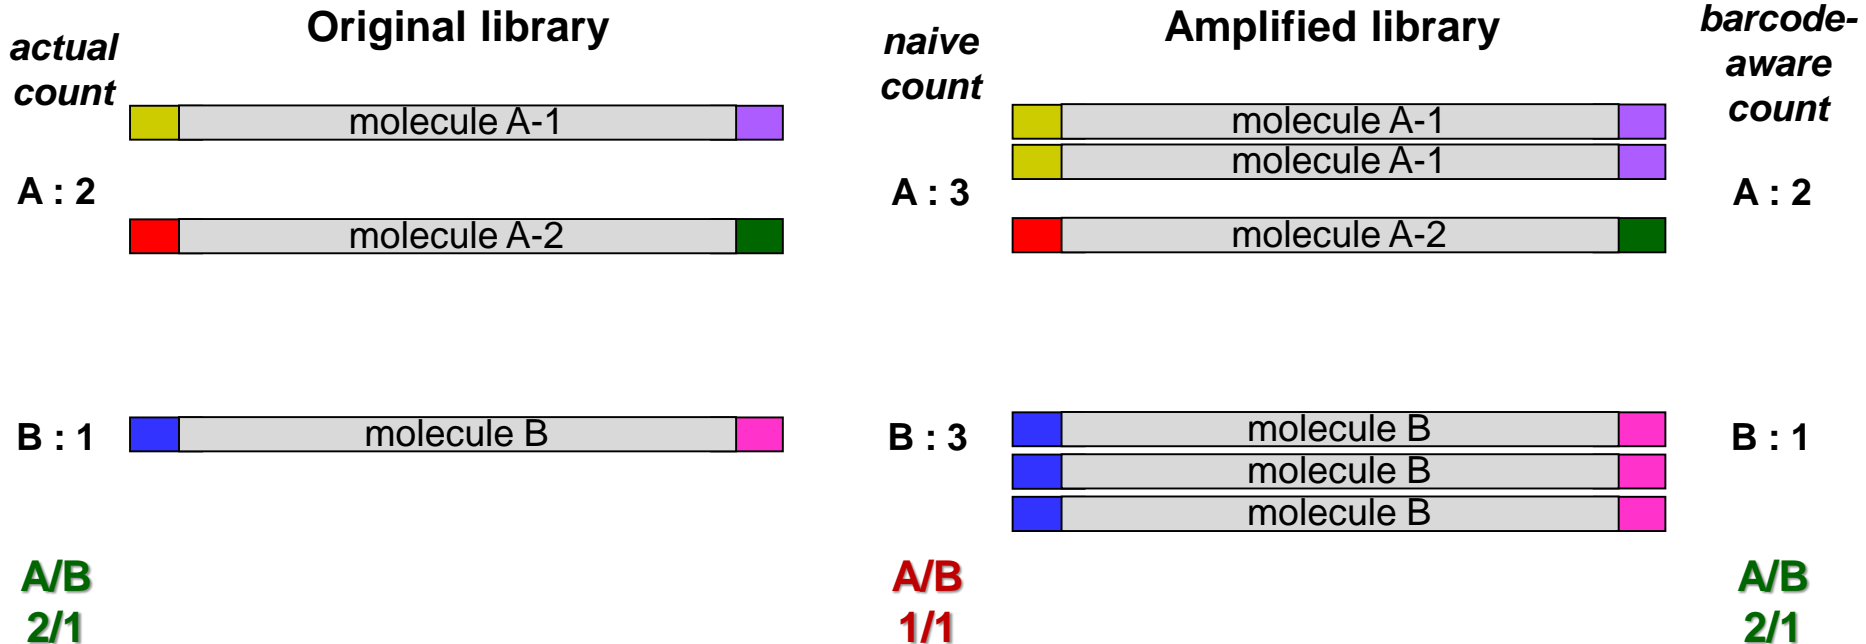 actual
count
Original library
molecule A-1
A : 2
molecule A-2
B : 1
molecule B
A/B
2/1
naive
count
Amplified library
molecule A-1
molecule A-1
A : 3
molecule A-2
B : 3
molecule B
molecule B
molecule B
A/B
1/1
barcode-
aware
count
A : 2
B : 1
A/B
2/1